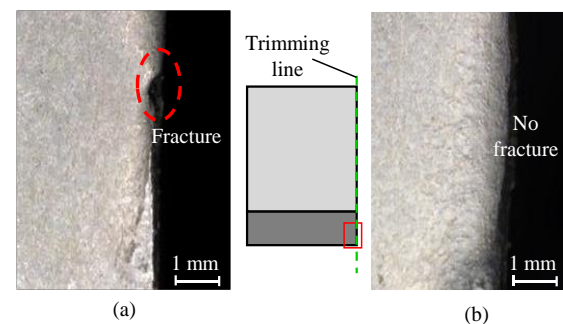 Trimming
line
Fracture
No
fracture
1 mm
1 mm
(a)
(b)